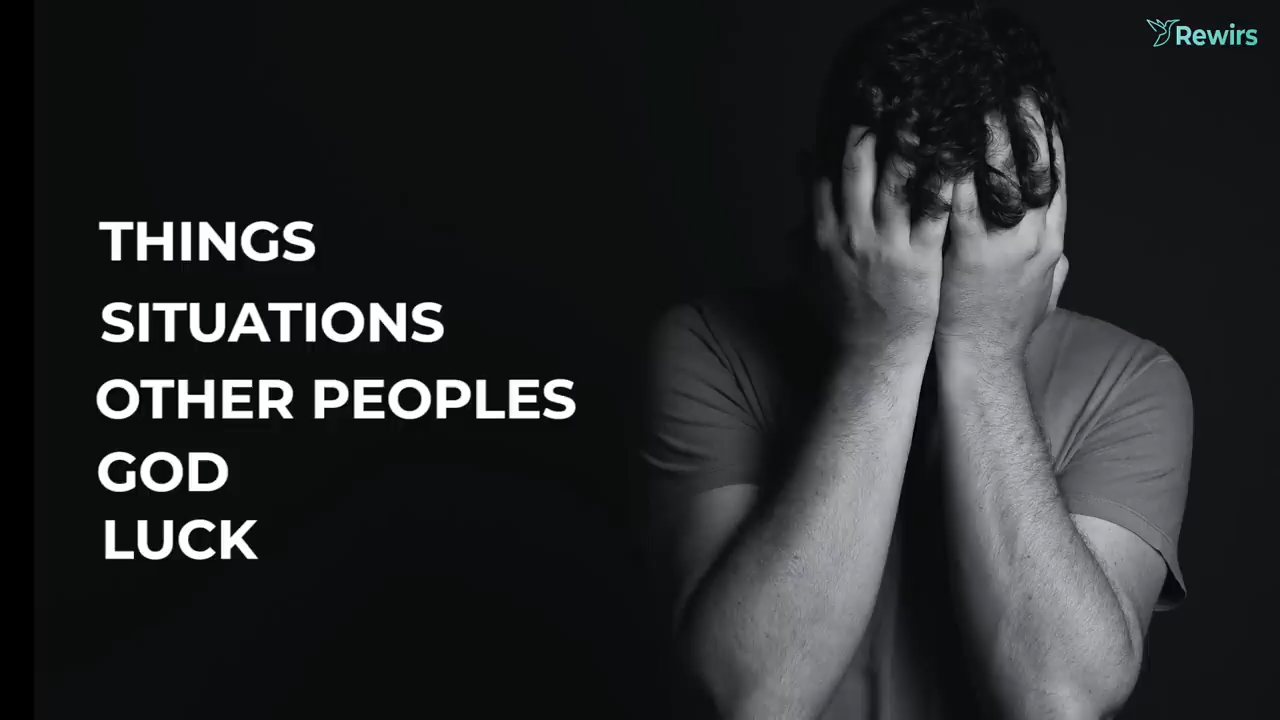 Rewirs
THINGS
SITUATIONS
OTHER PEOPLES
GOD
LUCK